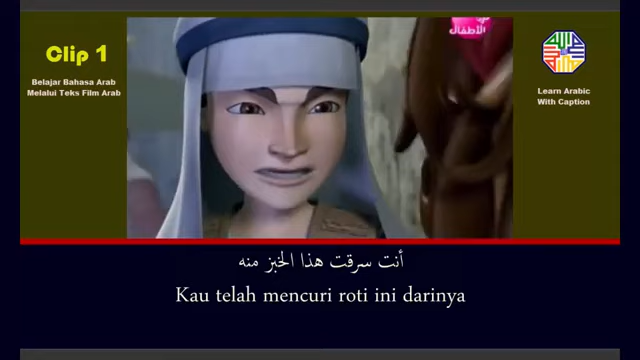 Clip 1
Belajar Bahasa Arab
Melalui Teks Film Arab
الأطفال
Learn Arabic
With Caption
أنت سرقت هذا الخبز منه
Kau telah mencuri roti ini darinya